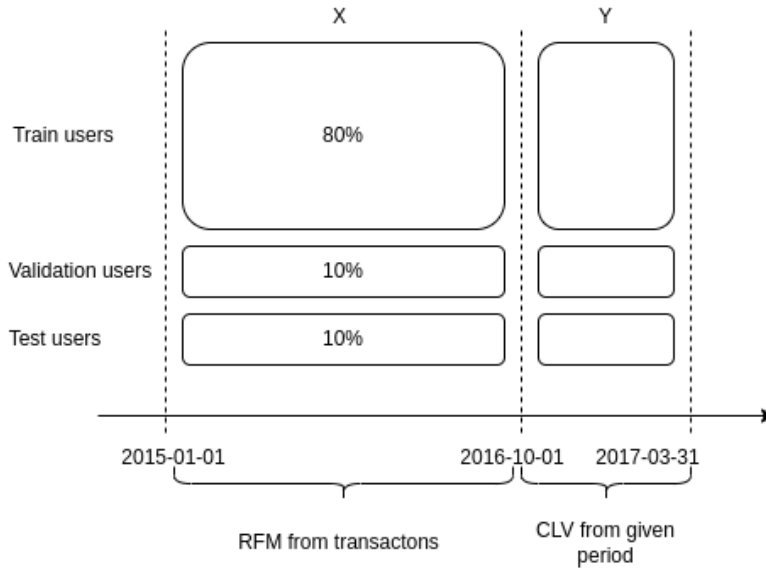 X
Y
Train users
80%
Validation users
10%
Test users
10%
2015-01-01
2016-10-01
2017-03-31
RFM from transactons
CLV from given
period